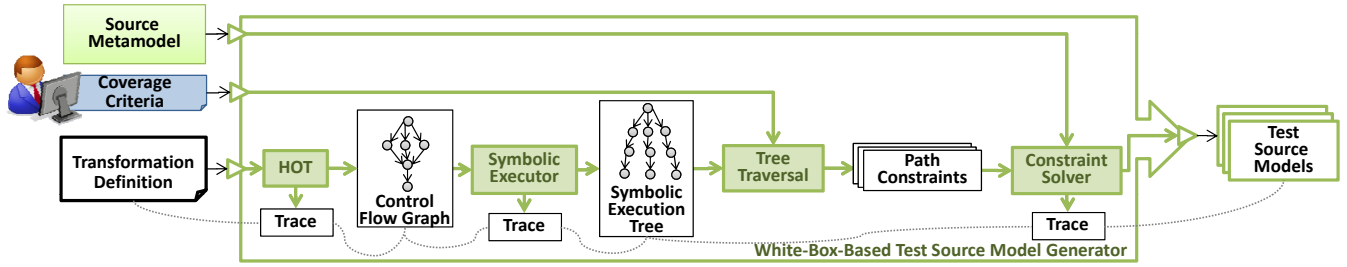 Source
Metamodel
Coverage
Criteria
Transformation
Definition
HOT
Trace
Control
Flow Graph
Symbolic
Executor
Trace
Symbolic
Execution
Tree
Tree
Traversal
Path
Constraints
Constraint
Solver
Trace
Test
Source
Models
White-Box-Based Test Source Model Generator